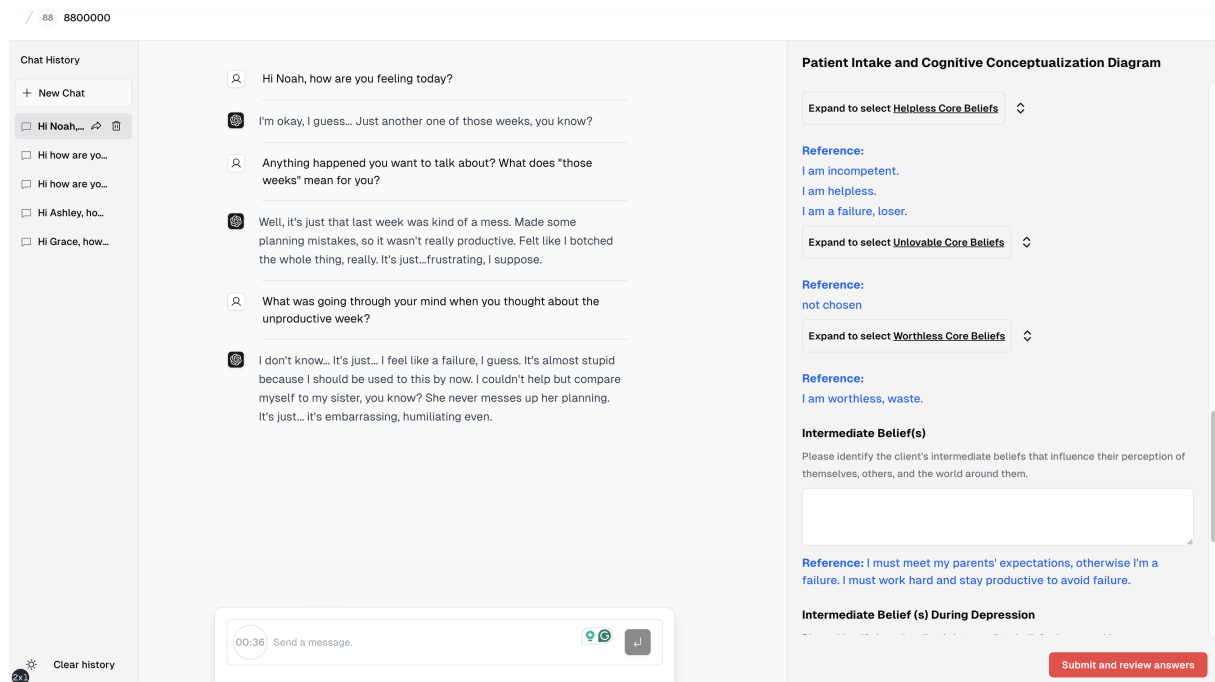 / 88 8800000
Chat History
+ New Chat
Hi Noah,...
Hi how are yo...
Hi how are yo...
Hi Ashley, ho...
Hi Grace, how...
Clear history
2x1
Hi Noah, how are you feeling today?
I'm okay, I guess... Just another one of those weeks, you know?
Anything happened you want to talk about? What does "those
weeks" mean for you?
Well, it's just that last week was kind of a mess. Made some
planning mistakes, so it wasn't really productive. Felt like I botched
the whole thing, really. It's just...frustrating, I suppose.
What was going through your mind when you thought about the
unproductive week?
I don't know... It's just... I feel like a failure, I guess. It's almost stupid
because I should be used to this by now. I couldn't help but compare
myself to my sister, you know? She never messes up her planning.
It's just... it's embarrassing, humiliating even.
00:36 Send a message.
Patient Intake and Cognitive Conceptualization Diagram
Expand to select Helpless Core Beliefs
Reference:
I am incompetent.
I am helpless.
I am a failure, loser.
Expand to select Unlovable Core Beliefs
Reference:
not chosen
Expand to select Worthless Core Beliefs
Reference:
I am worthless, waste.
Intermediate Belief(s)
Please identify the client's intermediate beliefs that influence their perception of
themselves, others, and the world around them.
Reference: I must meet my parents' expectations, otherwise I'm a
failure. I must work hard and stay productive to avoid failure.
Intermediate Belief (s) During Depression
Submit and review answers